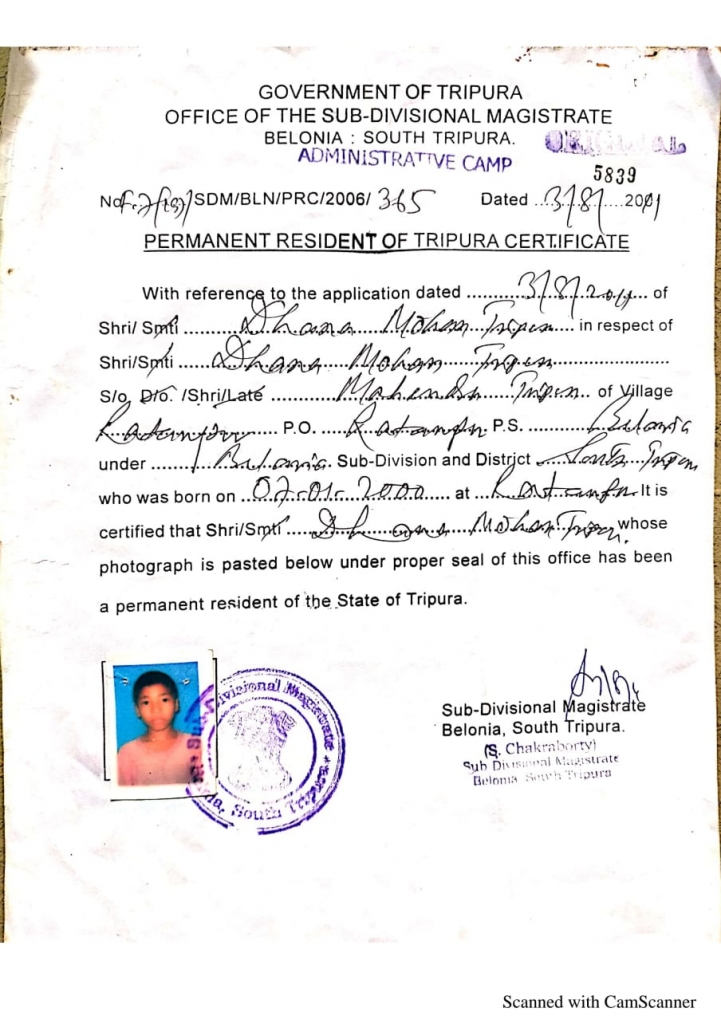 GOVERNMENT OF TRIPURA
OFFICE OF THE SUB-DIVISIONAL MAGISTRATE
BELONIA : SOUTH TRIPURA.
ORIGINAL
ADMINISTRATIVE CAMP
5839
No F. 2(19)/SDM/BLN/PRC/2006/ 365 Dated ...3/8/....2011
PERMANENT RESIDENT OF TRIPURA CERTIFICATE
With reference to the application dated ..........3/8/2011.... of
Shri/ Smti ..........Dhana....Mohan Tripura.... in respect of
Shri/Smti ......Dhana Mohan Tripura..............................
S/o, D/o. /Shri/Late ............Mahendra Tripura.. of Village
Ratanpur...... P.O. ...Ratanpur. P.S. ..........Belonia
under ........Belonia. Sub-Division and District ...South Tripura
who was born on ..02.01.2000..... at ...Ratanpur. It is
certified that Shri/Smti ....Dhana Mohan Tripura whose
photograph is pasted below under proper seal of this office has been
a permanent resident of the State of Tripura.
Sub-Divisional Magistrate
Belonia, South Tripura.
Sub-Divisional Magistrate
Belonia, South Tripura.
(S. Chakraborty)
Sub Divisional Magistrate
Belonia South Tripura
Scanned with CamScanner